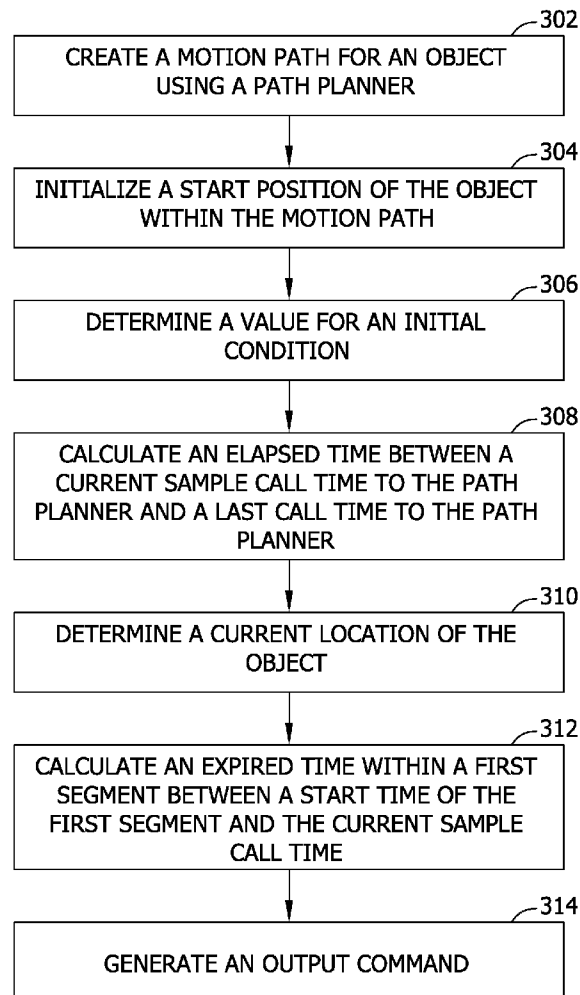 302
CREATE A MOTION PATH FOR AN OBJECT
USING A PATH PLANNER
304
INITIALIZE A START POSITION OF THE OBJECT
WITHIN THE MOTION PATH
306
DETERMINE A VALUE FOR AN INITIAL
CONDITION
308
CALCULATE AN ELAPSED TIME BETWEEN A
CURRENT SAMPLE CALL TIME TO THE PATH
PLANNER AND A LAST CALL TIME TO THE PATH
PLANNER
310
DETERMINE A CURRENT LOCATION OF THE
OBJECT
312
CALCULATE AN EXPIRED TIME WITHIN A FIRST
SEGMENT BETWEEN A START TIME OF THE
FIRST SEGMENT AND THE CURRENT SAMPLE
CALL TIME
314
GENERATE AN OUTPUT COMMAND